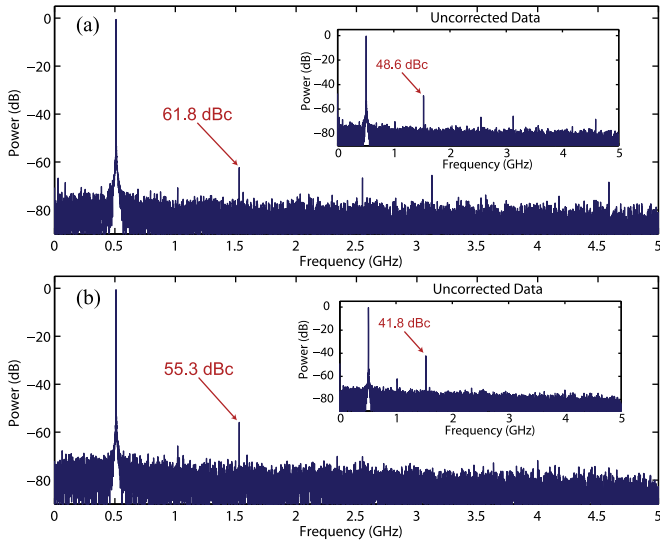 (a)
Power (dB)
0
−20
−40
−60
−80
61.8 dBc
0 0.5 1 1.5 2 2.5 3 3.5 4 4.5 5
Frequency (GHz)
Uncorrected Data
Power (dB)
0
−20
−40
−60
−80
48.6 dBc
0 1 2 3 4 5
Frequency (GHz)
(b)
Power (dB)
0
−20
−40
−60
−80
55.3 dBc
0 0.5 1 1.5 2 2.5 3 3.5 4 4.5 5
Frequency (GHz)
Uncorrected Data
Power (dB)
0
−20
−40
−60
−80
41.8 dBc
0 1 2 3 4 5
Frequency (GHz)